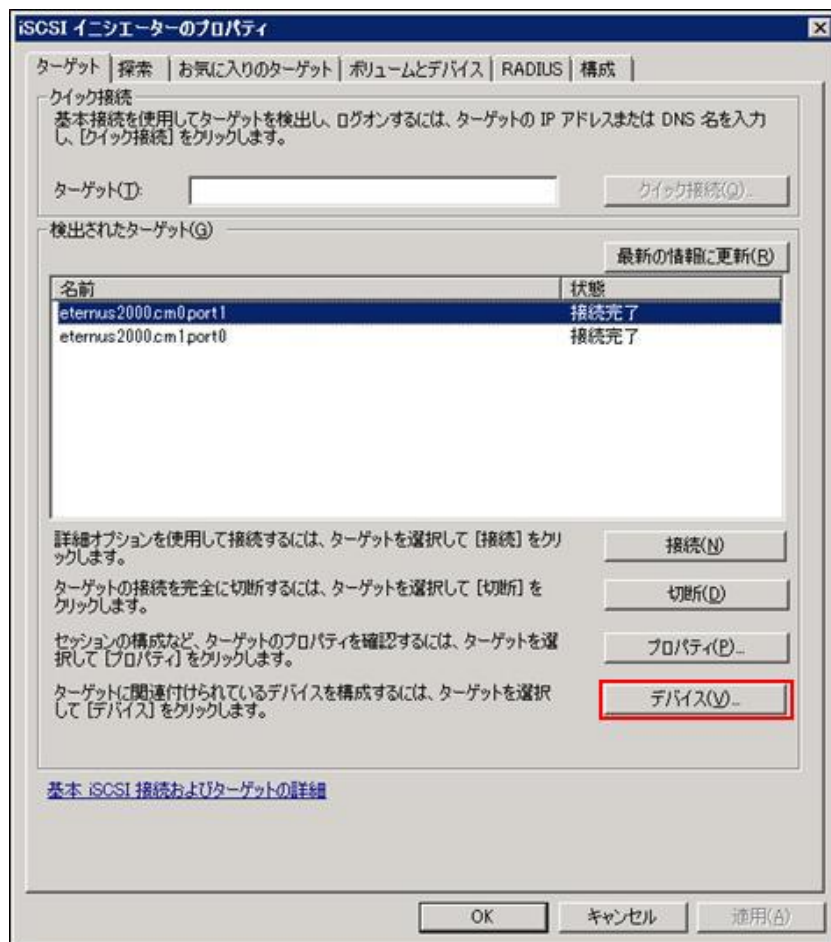 iSCSI イニシエーターのプロパティ
ターゲット
探索
お気に入りのターゲット
ボリュームとデバイス
RADIUS
構成
クイック接続
基本接続を使用してターゲットを検出し、ログオンするには、ターゲットの IP アドレスまたは DNS 名を入力
し、[クイック接続] をクリックします。
ターゲット(T):
クイック接続(Q)...
検出されたターゲット(G)
最新の情報に更新(R)
名前
状態
eternus2000.cm0port1
接続完了
eternus2000.cm1port0
接続完了
詳細オプションを使用して接続するには、ターゲットを選択して [接続] をクリ
ックします。
接続(N)
ターゲットの接続を完全に切断するには、ターゲットを選択して [切断] を
クリックします。
切断(D)
セッションの構成など、ターゲットのプロパティを確認するには、ターゲットを選
択して [プロパティ] をクリックします。
プロパティ(P)...
ターゲットに関連付けられているデバイスを構成するには、ターゲットを選択
して [デバイス] をクリックします。
デバイス(V)...
基本 iSCSI 接続およびターゲットの詳細
OK
キャンセル
適用(A)